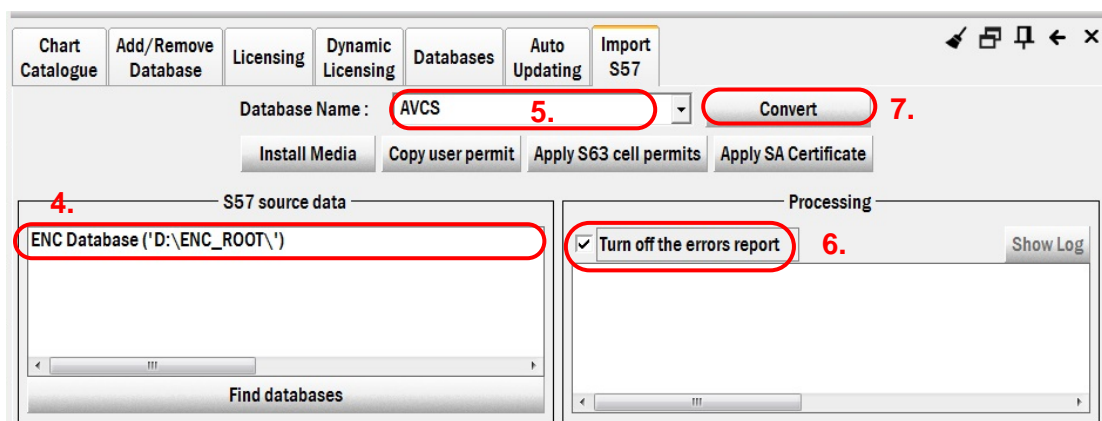 Chart Catalogue
Add/Remove Database
Licensing
Dynamic Licensing
Databases
Auto Updating
Import S57
Database Name :
AVCS
5.
Convert
7.
Install Media
Copy user permit
Apply S63 cell permits
Apply SA Certificate
4.
S57 source data
ENC Database ('D:\ENC_ROOT\')
Find databases
Processing
Turn off the errors report
6.
Show Log